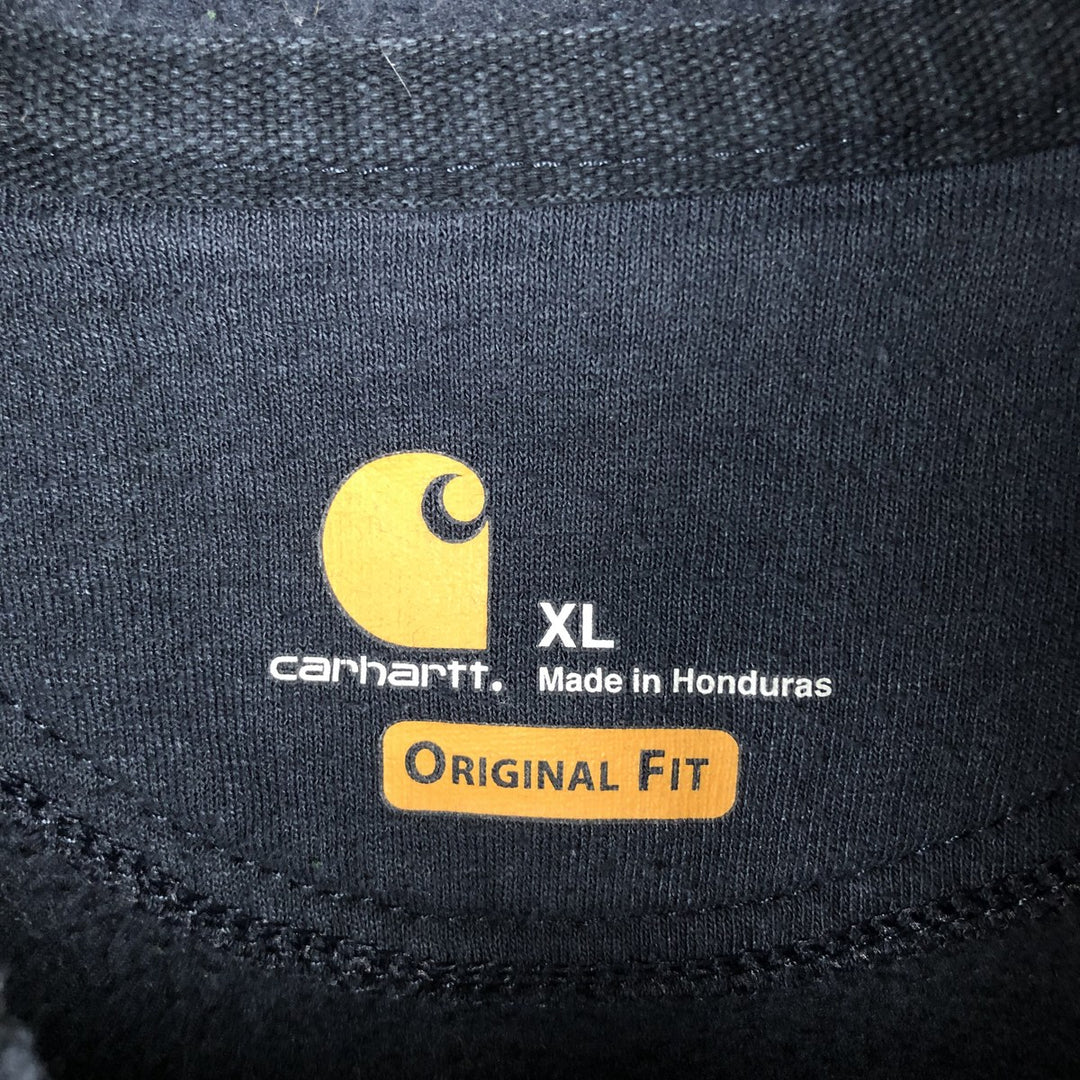 XL
carhartt.
Made in Honduras
ORIGINAL FIT